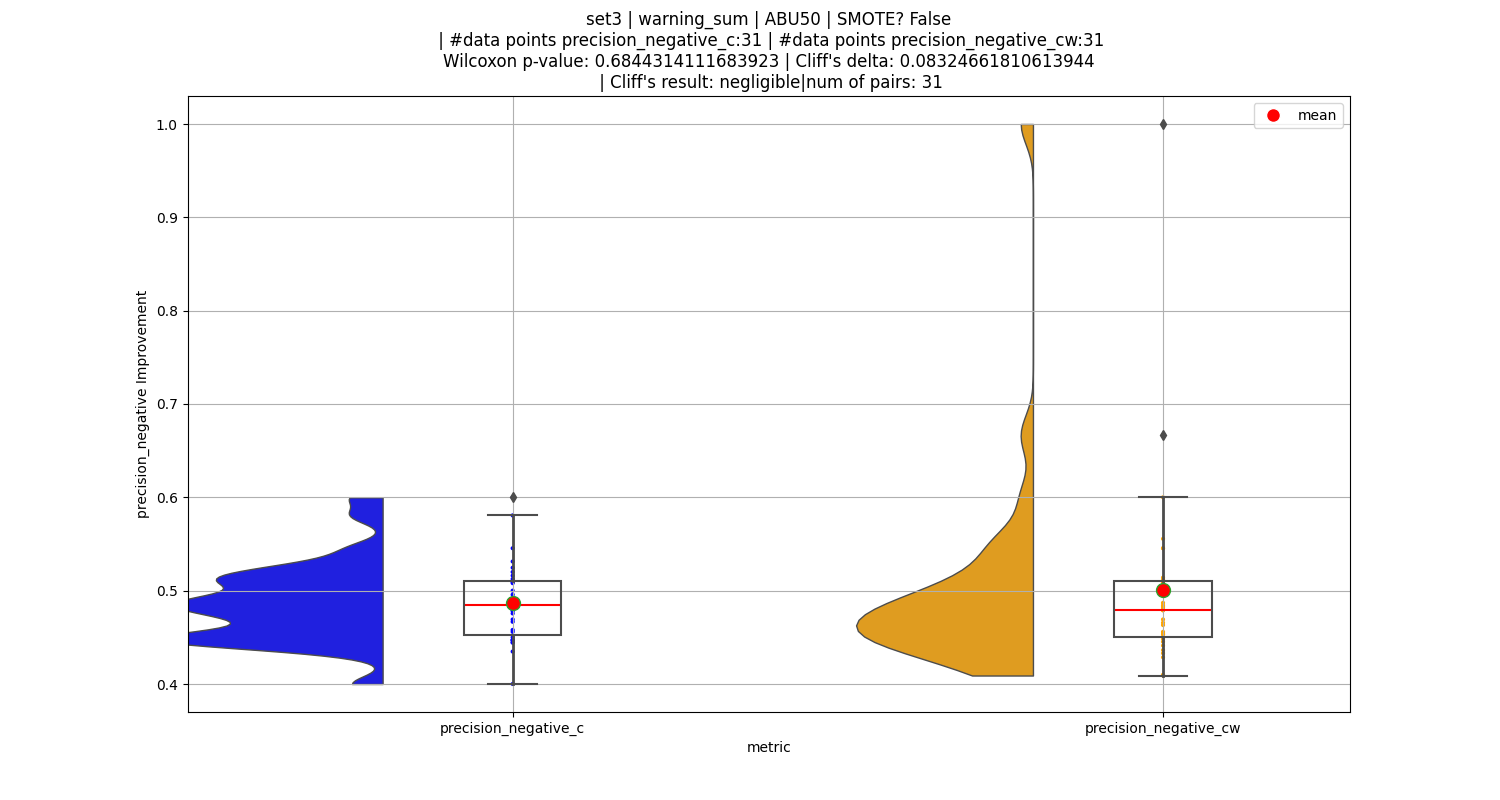 set3 | warning_sum | ABU50 | SMOTE? False
| #data points precision_negative_c:31 | #data points precision_negative_cw:31
Wilcoxon p-value: 0.6844314111683923 | Cliff's delta: 0.08324661810613944
| Cliff's result: negligible|num of pairs: 31
mean
1.0
0.9
0.8
0.7
0.6
0.5
0.4
precision_negative Improvement
precision_negative_c
precision_negative_cw
metric